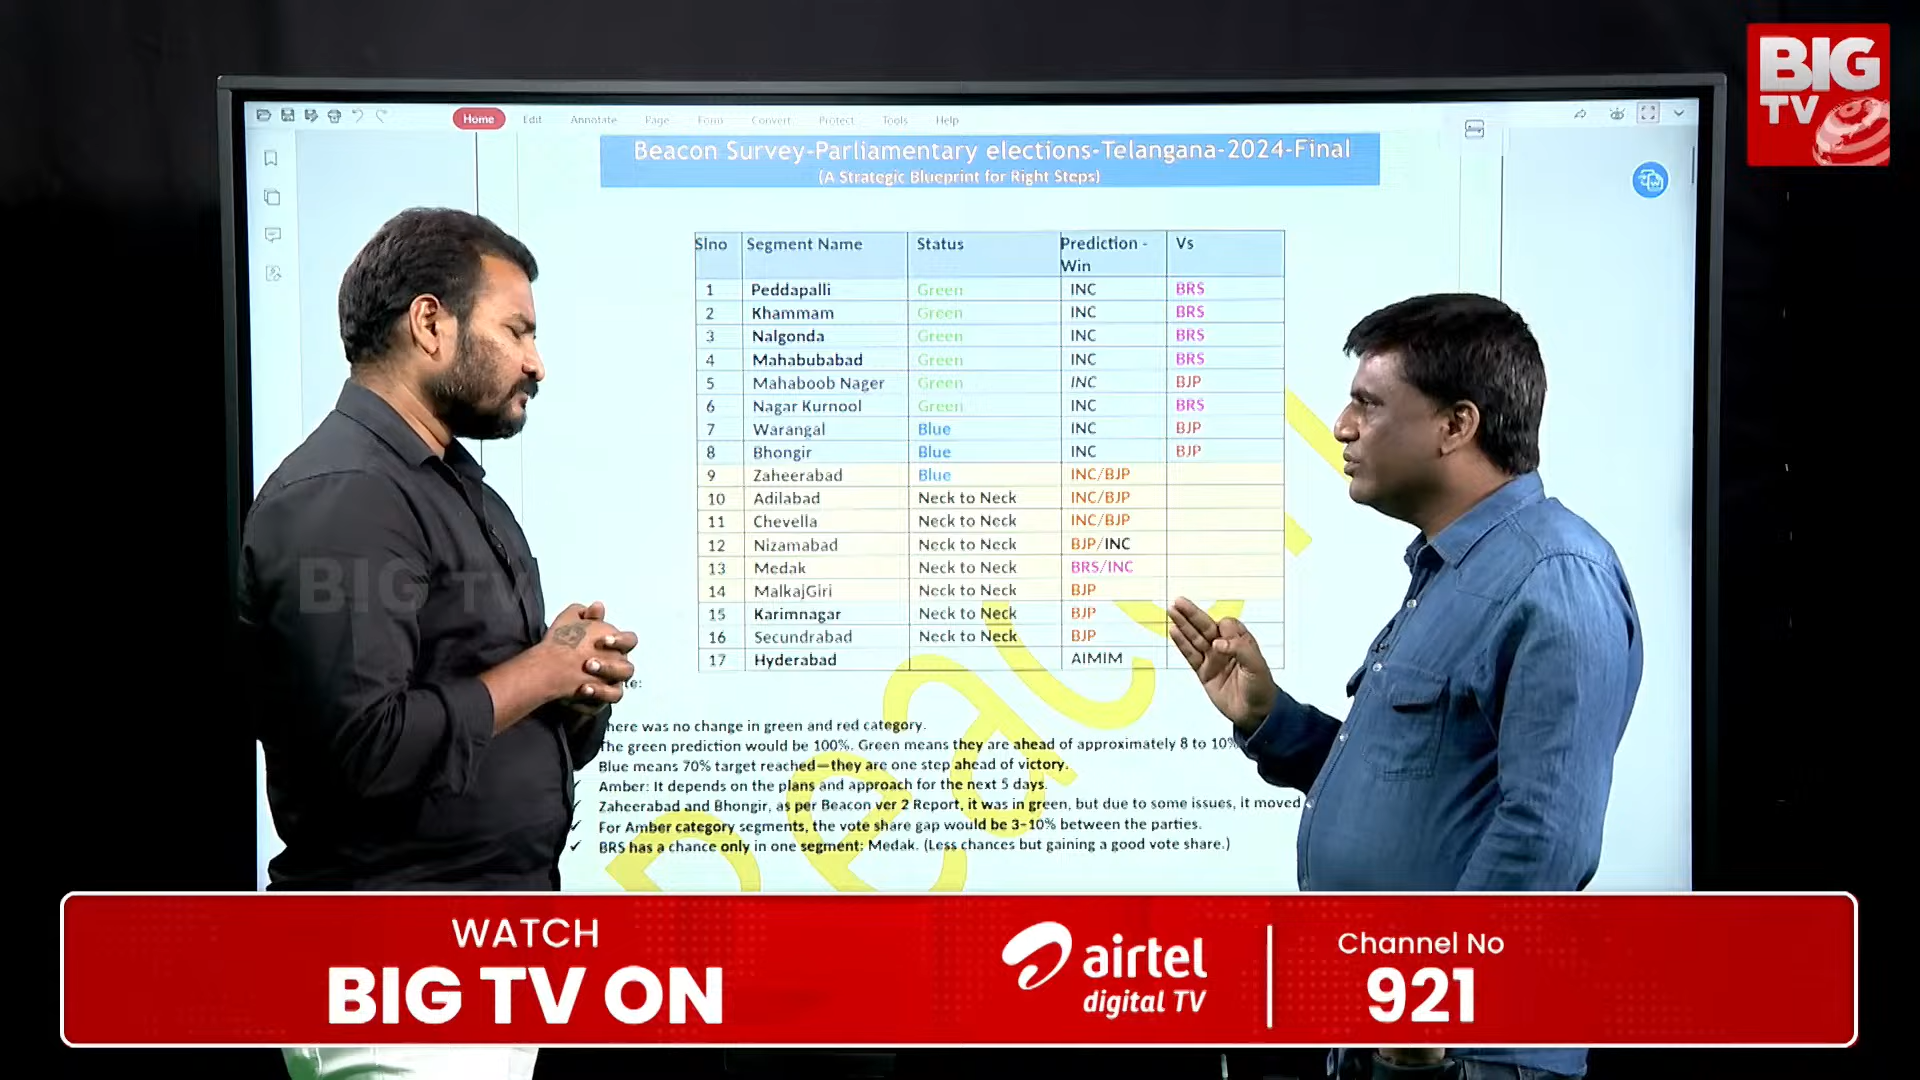 BIG
TV
Home Edit Annotate Page Form Convert Protect Tools Help
Beacon Survey-Parliamentary elections-Telangana-2024-Final
(A Strategic Blueprint for Right Steps)
Slno Segment Name Status Prediction - Win Vs
1 Peddapalli Green INC BRS
2 Khammam Green INC BRS
3 Nalgonda Green INC BRS
4 Mahabubabad Green INC BRS
5 Mahaboob Nager Green INC BJP
6 Nagar Kurnool Green INC BRS
7 Warangal Blue INC BJP
8 Bhongir Blue INC BJP
9 Zaheerabad Blue INC/BJP
10 Adilabad Neck to Neck INC/BJP
11 Chevella Neck to Neck INC/BJP
12 Nizamabad Neck to Neck BJP/INC
13 Medak Neck to Neck BRS/INC
14 MalkajGiri Neck to Neck BJP
15 Karimnagar Neck to Neck BJP
16 Secundrabad Neck to Neck BJP
17 Hyderabad AIMIM
here was no change in green and red category.
The green prediction would be 100%. Green means they are ahead of approximately 8 to 10%
Blue means 70% target reached—they are one step ahead of victory.
✓ Amber: It depends on the plans and approach for the next 5 days.
✓ Zaheerabad and Bhongir, as per Beacon ver 2 Report, it was in green, but due to some issues, it moved
✓ For Amber category segments, the vote share gap would be 3-10% between the parties.
✓ BRS has a chance only in one segment: Medak. (Less chances but gaining a good vote share.)
BIG TV
WATCH
BIG TV ON
airtel
digital TV
Channel No
921